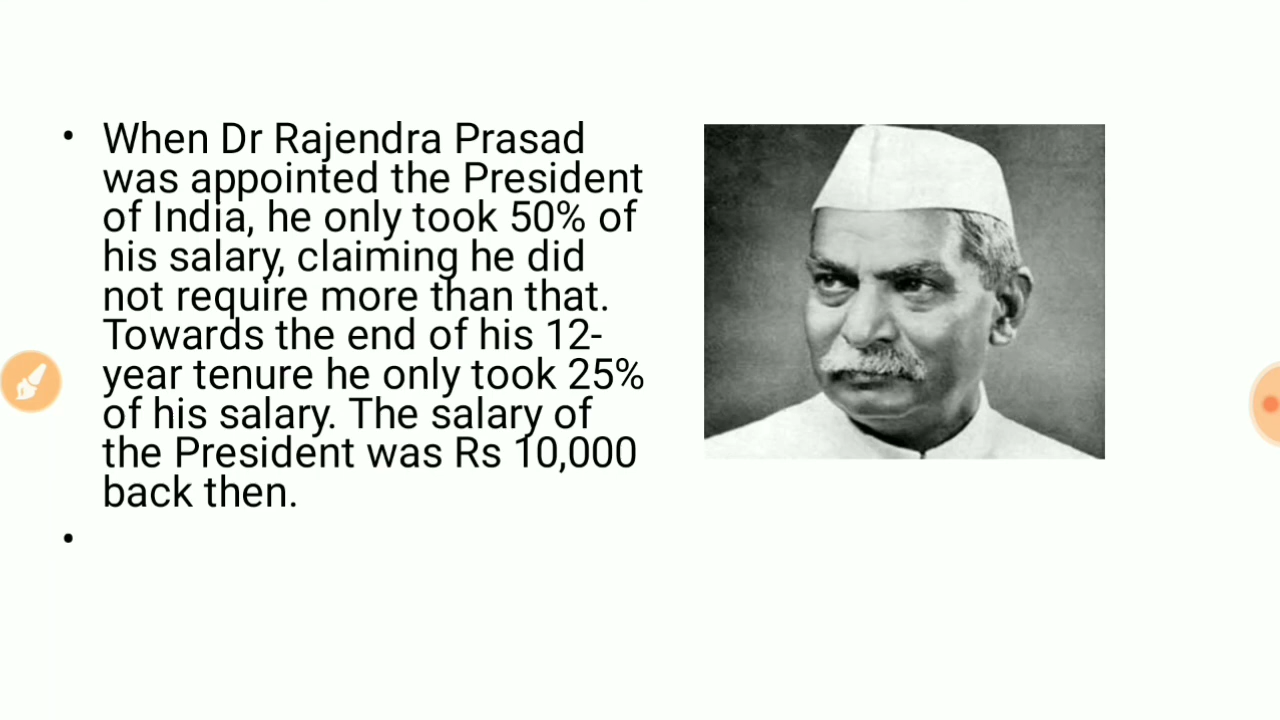 • When Dr Rajendra Prasad
was appointed the President
of India, he only took 50% of
his salary, claiming he did
not require more than that.
Towards the end of his 12-
year tenure he only took 25%
of his salary. The salary of
the President was Rs 10,000
back then.
•